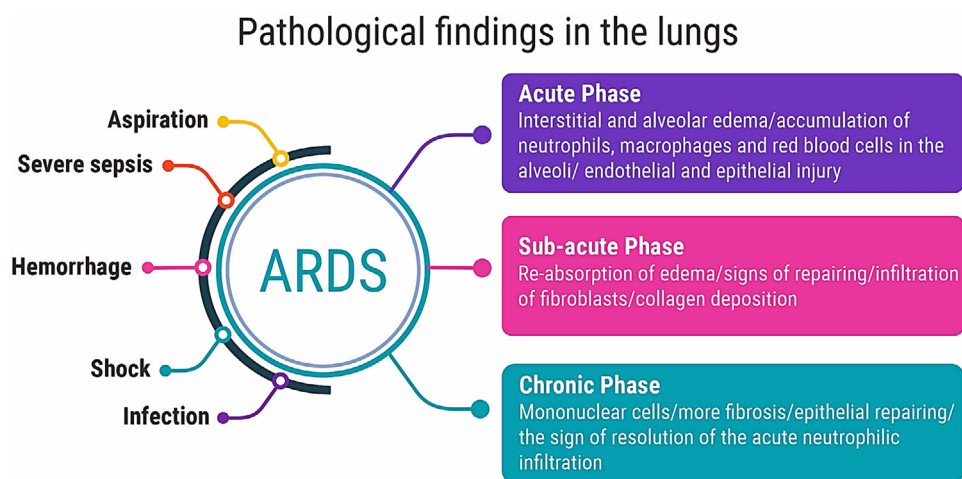 Pathological findings in the lungs
Aspiration
Severe sepsis
Hemorrhage
Shock
Infection
ARDS
Acute Phase
Interstitial and alveolar edema/accumulation of
neutrophils, macrophages and red blood cells in the
alveoli/ endothelial and epithelial injury
Sub-acute Phase
Re-absorption of edema/signs of repairing/infiltration
of fibroblasts/collagen deposition
Chronic Phase
Mononuclear cells/more fibrosis/epithelial repairing/
the sign of resolution of the acute neutrophilic
infiltration